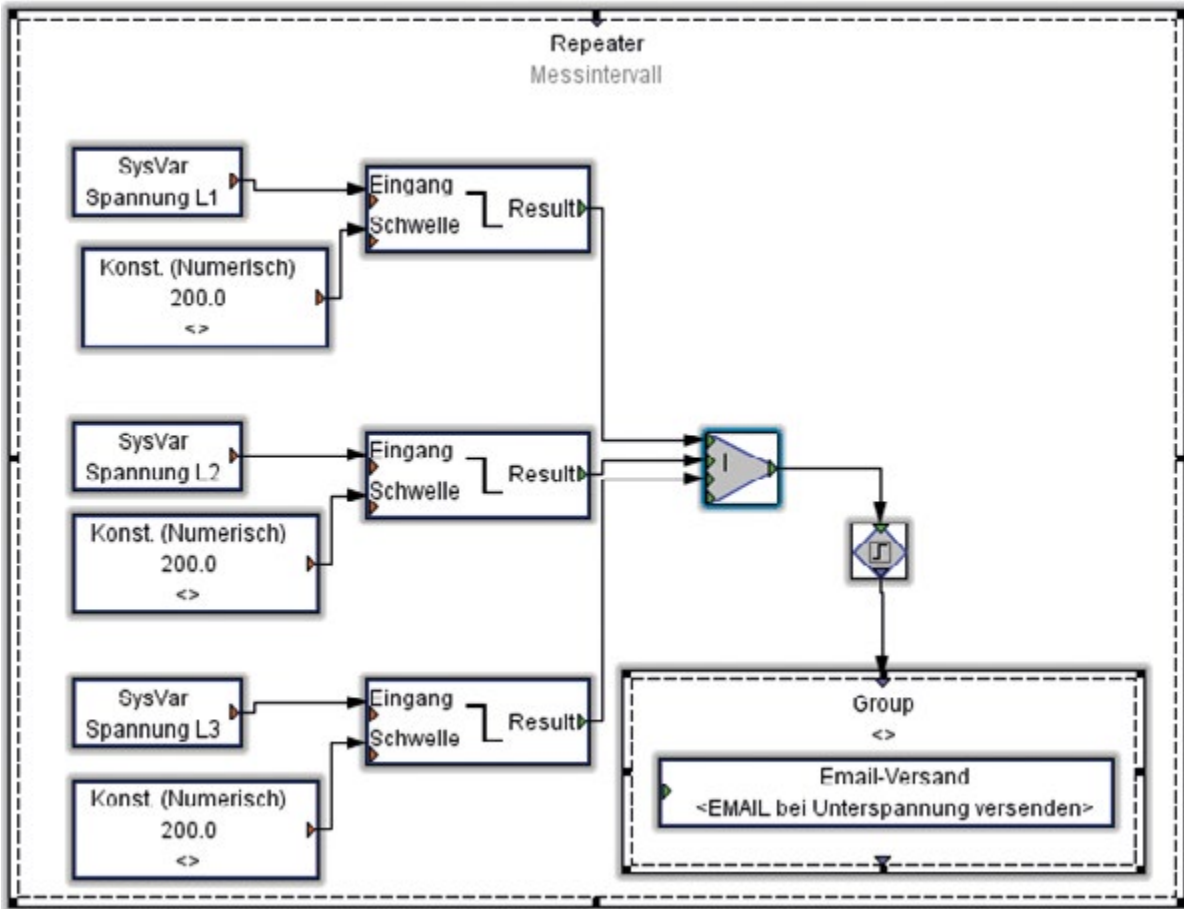 Repeater
Messintervall
SysVar
Spannung L1
Eingang
Schwelle
Result
Konst. (Numerisch)
200.0
<>
SysVar
Spannung L2
Eingang
Schwelle
Result
Konst. (Numerisch)
200.0
<>
I
SysVar
Spannung L3
Eingang
Schwelle
Result
Konst. (Numerisch)
200.0
<>
Group
<>
Email-Versand
<EMAIL bei Unterspannung versenden>